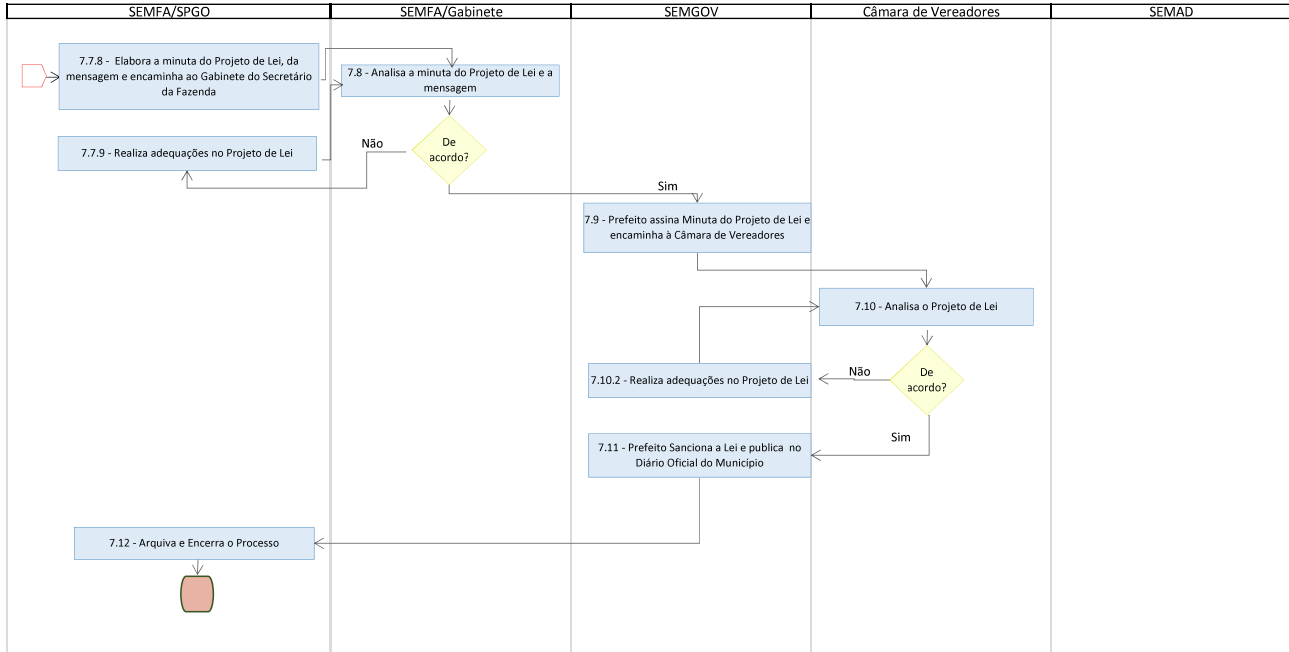 SEMFA/SPGO
SEMFA/Gabinete
SEMGOV
Câmara de Vereadores
SEMAD
7.7.8 - Elabora a minuta do Projeto de Lei, da
mensagem e encaminha ao Gabinete do Secretário
da Fazenda
7.8 - Analisa a minuta do Projeto de Lei e a
mensagem
7.7.9 - Realiza adequações no Projeto de Lei
Não
De
acordo?
Sim
7.9 - Prefeito assina Minuta do Projeto de Lei e
encaminha à Câmara de Vereadores
7.10 - Analisa o Projeto de Lei
7.10.2 - Realiza adequações no Projeto de Lei
Não
De
acordo?
Sim
7.11 - Prefeito Sanciona a Lei e publica no
Diário Oficial do Município
7.12 - Arquiva e Encerra o Processo